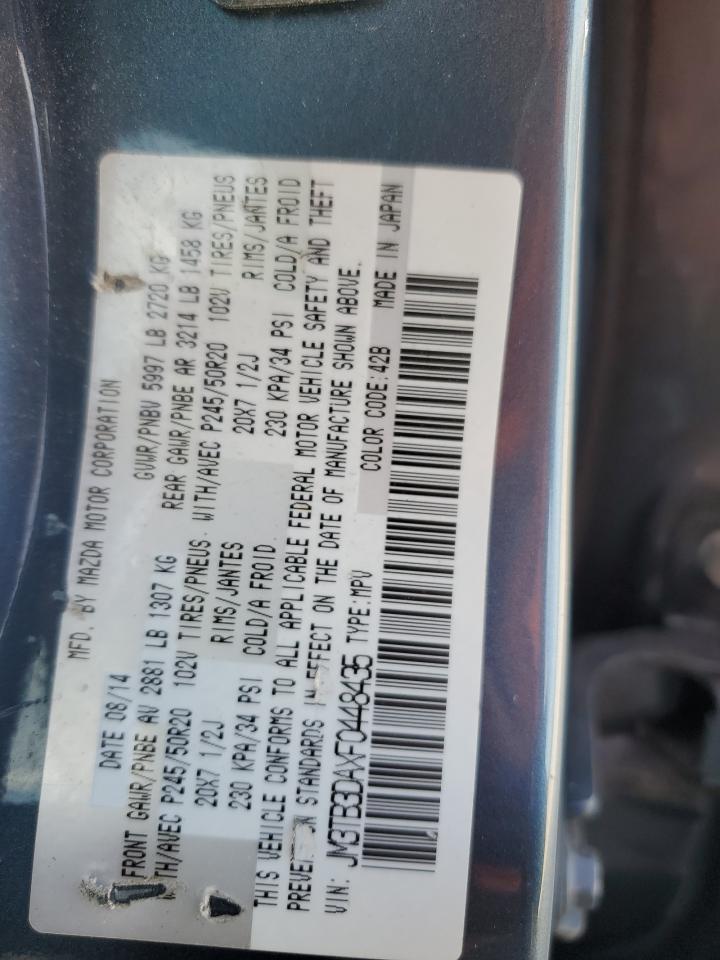 MFD. BY MAZDA MOTOR CORPORATION
DATE 08/14 GVWR/PNBV 5997 LB 2720 KG
FRONT GAWR/PNBE AV 2881 LB 1307 KG REAR GAWR/PNBE AR 3214 LB 1458 KG
WITH/AVEC P245/50R20 102V TIRES/PNEUS. WITH/AVEC P245/50R20 102V TIRES/PNEUS
20X7 1/2J RIMS/JANTES 20X7 1/2J RIMS/JANTES
230 KPA/34 PSI COLD/A FROID 230 KPA/34 PSI COLD/A FROID
THIS VEHICLE CONFORMS TO ALL APPLICABLE FEDERAL MOTOR VEHICLE SAFETY AND THEFT
PREVENTION STANDARDS IN EFFECT ON THE DATE OF MANUFACTURE SHOWN ABOVE.
VIN: JM3TB3DAXF0448435 TYPE:MPV COLOR CODE:42B MADE IN JAPAN